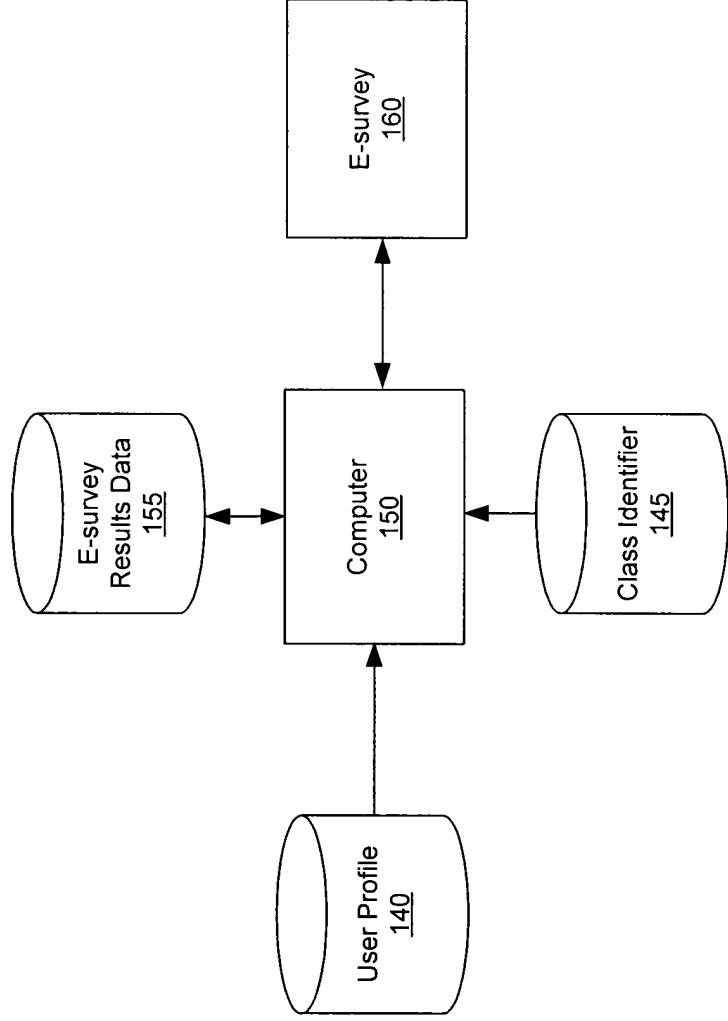 E-survey
Results Data
155
User Profile
140
Computer
150
E-survey
160
Class Identifier
145